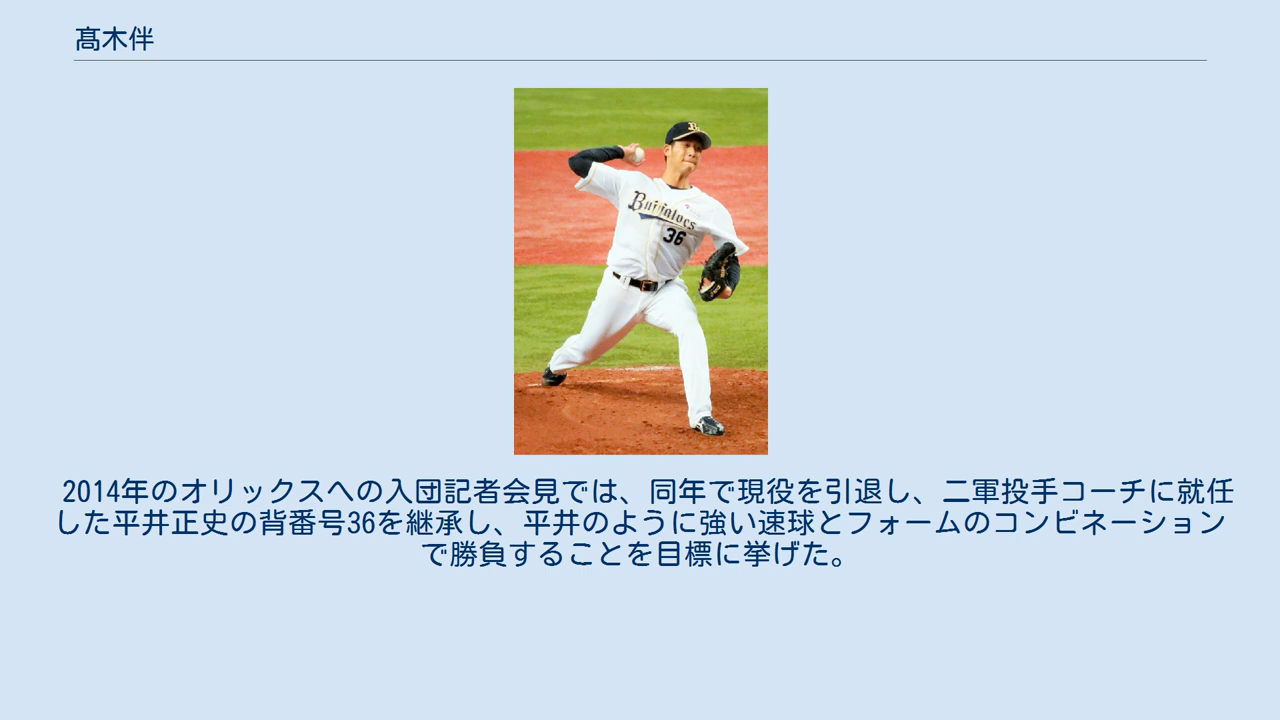 髙木伴
B
Buffaloes
36
2014年のオリックスへの入団記者会見では、同年で現役を引退し、二軍投手コーチに就任
した平井正史の背番号36を継承し、平井のように強い速球とフォームのコンビネーション
で勝負することを目標に挙げた。